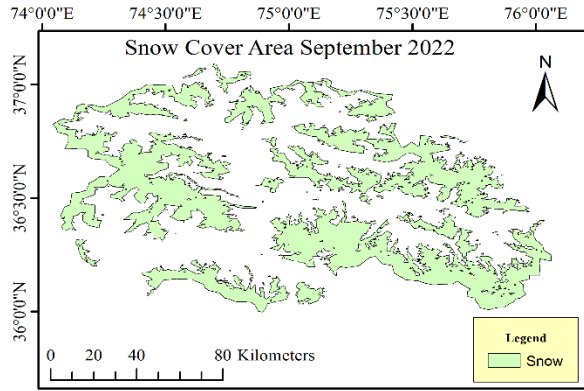 74°0'0"E 74°30'0"E 75°0'0"E 75°30'0"E 76°0'0"E
Snow Cover Area September 2022
N
37°0'0"N
36°30'0"N
36°0'0"N
0 20 40 80 Kilometers
Legend
Snow